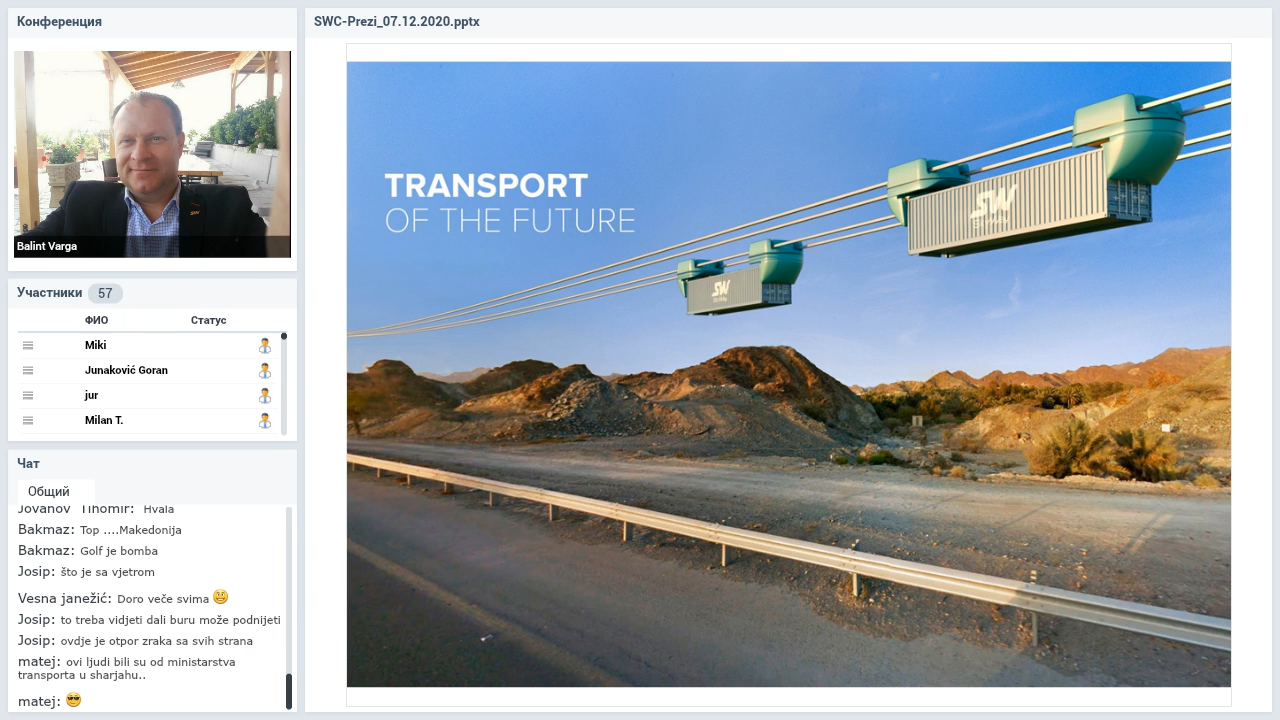 Конференция
Balint Varga
Участники 57
ФИО Статус
Miki
Junaković Goran
jur
Milan T.
Чат
Общий
Jovanov Tihomir: Hvala
Bakmaz: Top ....Makedonija
Bakmaz: Golf je bomba
Josip: što je sa vjetrom
Vesna janežić: Doro veče svima
Josip: to treba vidjeti dali buru može podnijeti
Josip: ovdje je otpor zraka sa svih strana
matej: ovi ljudi bili su od ministarstva
transporta u sharjahu..
matej:
SWC-Prezi_07.12.2020.pptx
TRANSPORT
OF THE FUTURE
SW
SW